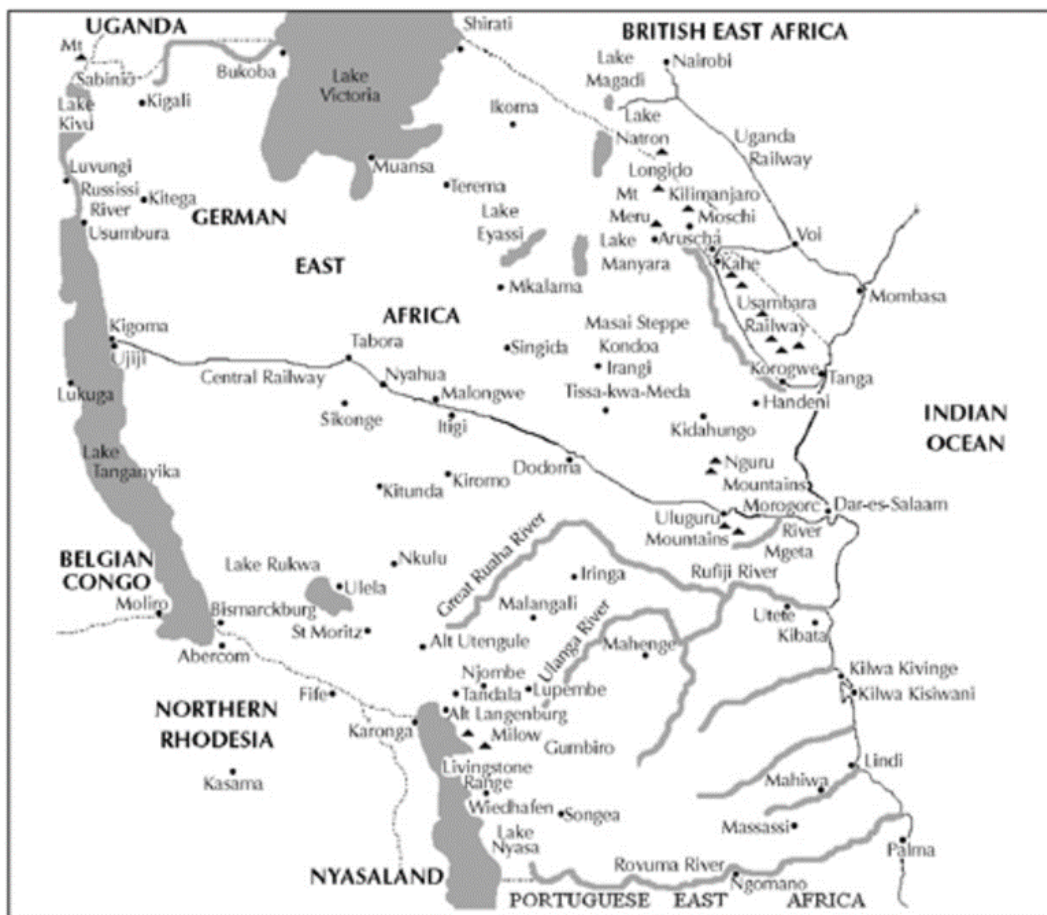 UGANDA
Mt
Sabinio
Bukoba
Shirati
BRITISH EAST AFRICA
Lake
Magadi
Nairobi
Lake
Victoria
Lake
Kivu
Kigali
Ikoma
Lake
Natron
Uganda
Railway
Muansa
Longido
Luvungi
Russissi
River
Kitega
Terema
Mt
Meru
Kilimanjaro
Moschi
GERMAN
Usumbura
Lake
Eyassi
Lake
Manyara
Aruscha
Voi
Kahe
EAST
Mkalama
Usambara
Railway
Mombasa
AFRICA
Kigoma
Ujiji
Tabora
Masai Steppe
Kondoa
Irangi
Singida
Korogwe
Tanga
Central Railway
Nyahua
Lukuga
Malongwe
Tissa-kwa-Meda
Handeni
Sikonge
Itigi
Kidahungo
INDIAN
OCEAN
Lake
Tanganyika
Dodoma
Kiromo
Kitunda
Nguru
Mountains
Morogorc
Dar-es-Salaam
Uluguru
Mountains
River
Mgeta
BELGIAN
CONGO
Lake Rukwa
Nkulu
Great Ruaha River
Iringa
Rufiji River
Ulela
Moliro
Bismarckburg
St Moritz
Malangali
Utete
Kibata
Abercom
Alt Utengule
Ulanga River
Mahenge
Njombe
Tandala
Lupembe
Kilwa Kivinge
Kilwa Kisiwani
Fife
Alt Langenburg
NORTHERN
RHODESIA
Karonga
Milow
Gumbiro
Kasama
Livingstone
Range
Lindi
Mahiwa
Wiedhafen
Songea
Massassi
Lake
Nyasa
Palma
Rovuma River
NYASALAND
Ngomano
PORTUGUESE EAST AFRICA